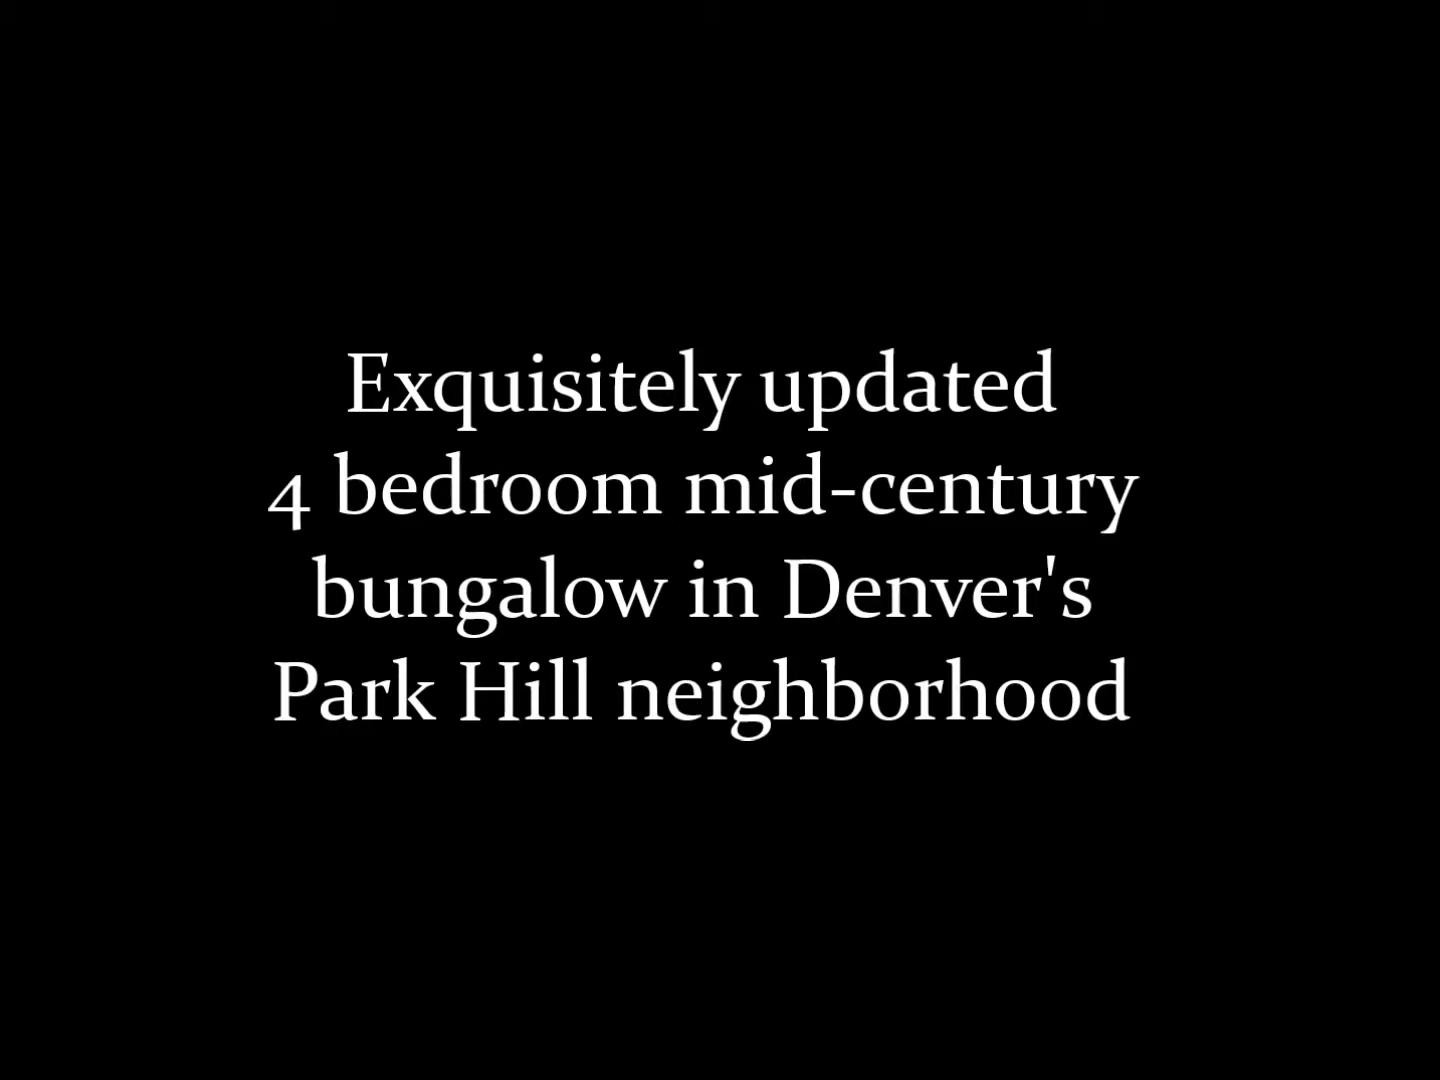 Exquisitely updated
4 bedroom mid-century
bungalow in Denver's
Park Hill neighborhood